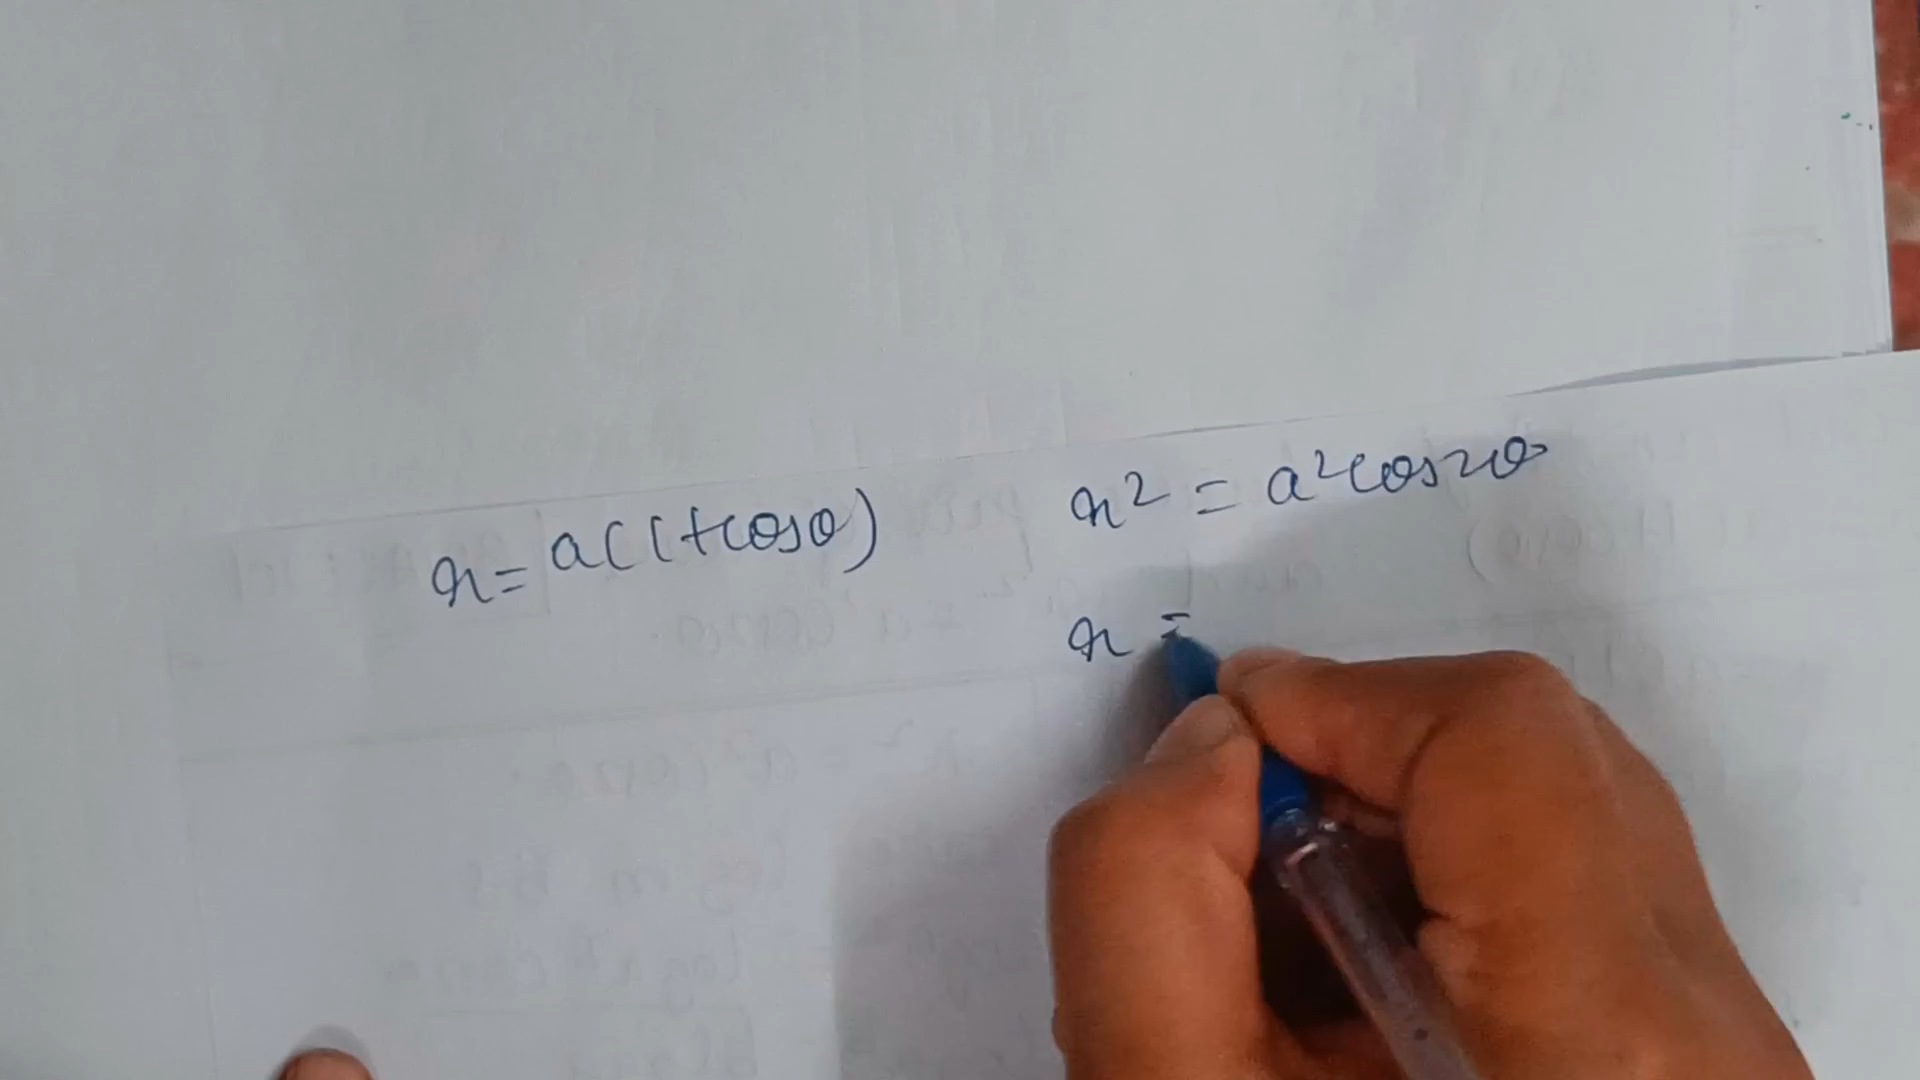 r = a(1+cosθ)
r² = a²cos2θ
r =